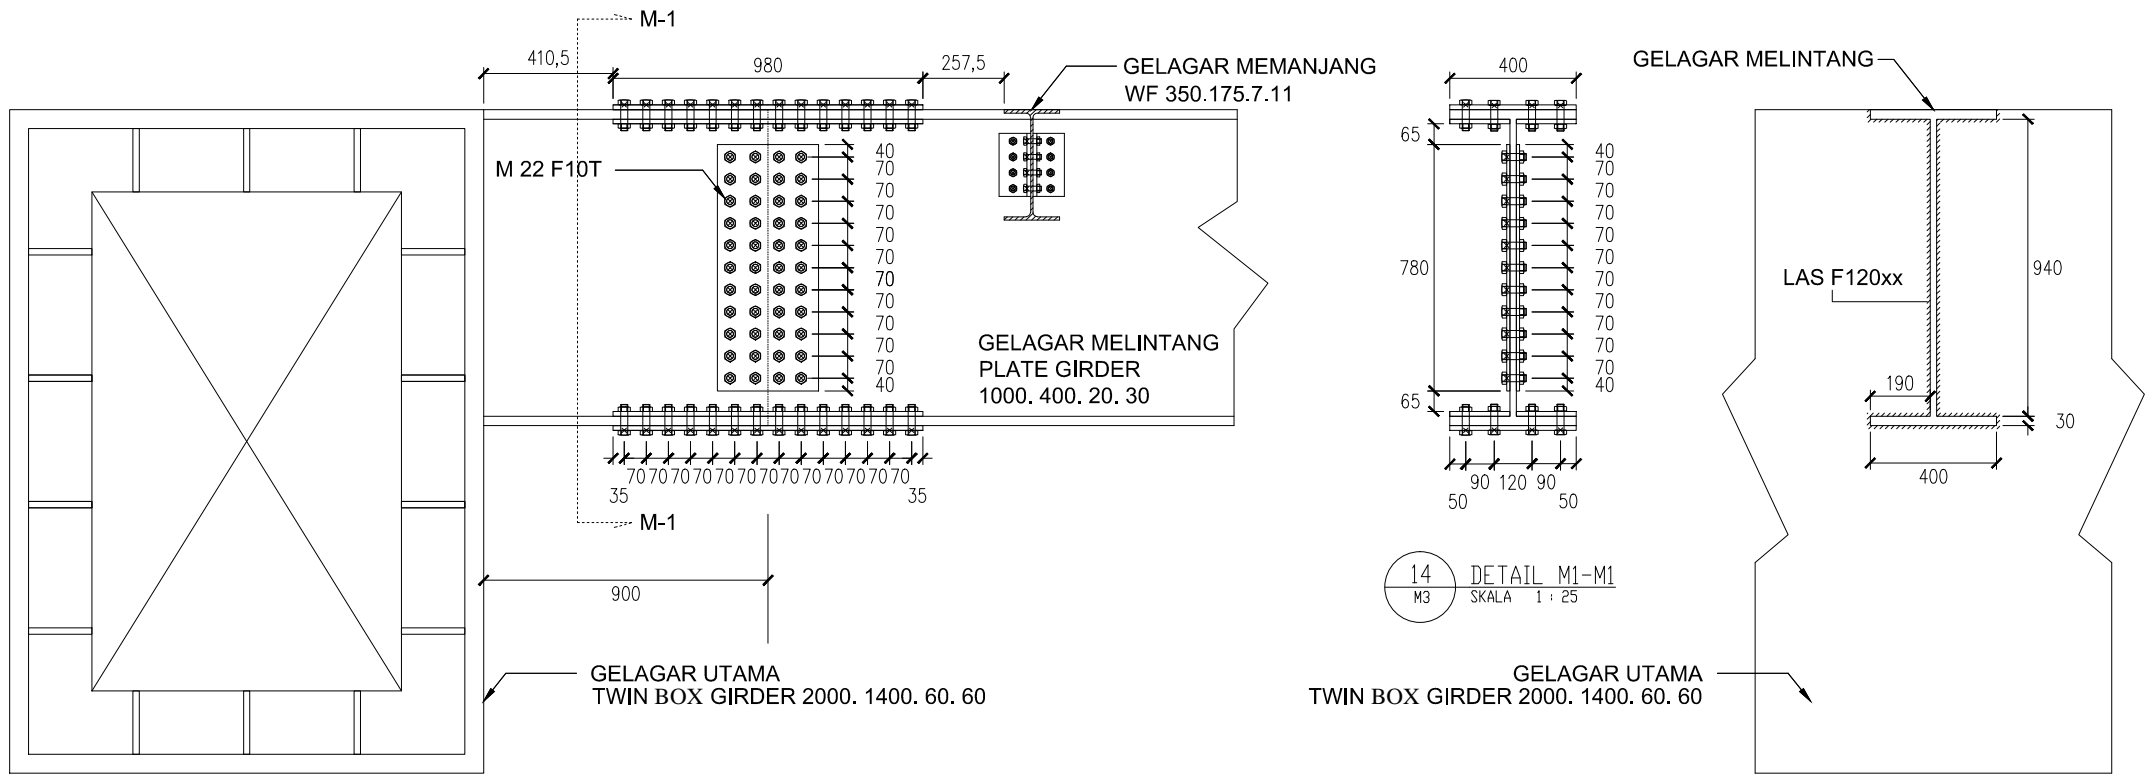 M-1
410,5
980
257,5
GELAGAR MEMANJANG
WF 350.175.7.11
M 22 F10T
40
70
70
70
70
70
70
70
70
70
70
40
GELAGAR MELINTANG
PLATE GIRDER
1000. 400. 20. 30
70 70 70 70 70 70 70 70 70 70 70 70 70
35
35
M-1
900
GELAGAR UTAMA
TWIN BOX GIRDER 2000. 1400. 60. 60
400
65
780
65
40
70
70
70
70
70
70
70
70
70
70
40
90 120 90
50
50
14
M3
DETAIL M1-M1
SKALA 1 : 25
GELAGAR MELINTANG
LAS F120xx
940
190
30
400
GELAGAR UTAMA
TWIN BOX GIRDER 2000. 1400. 60. 60